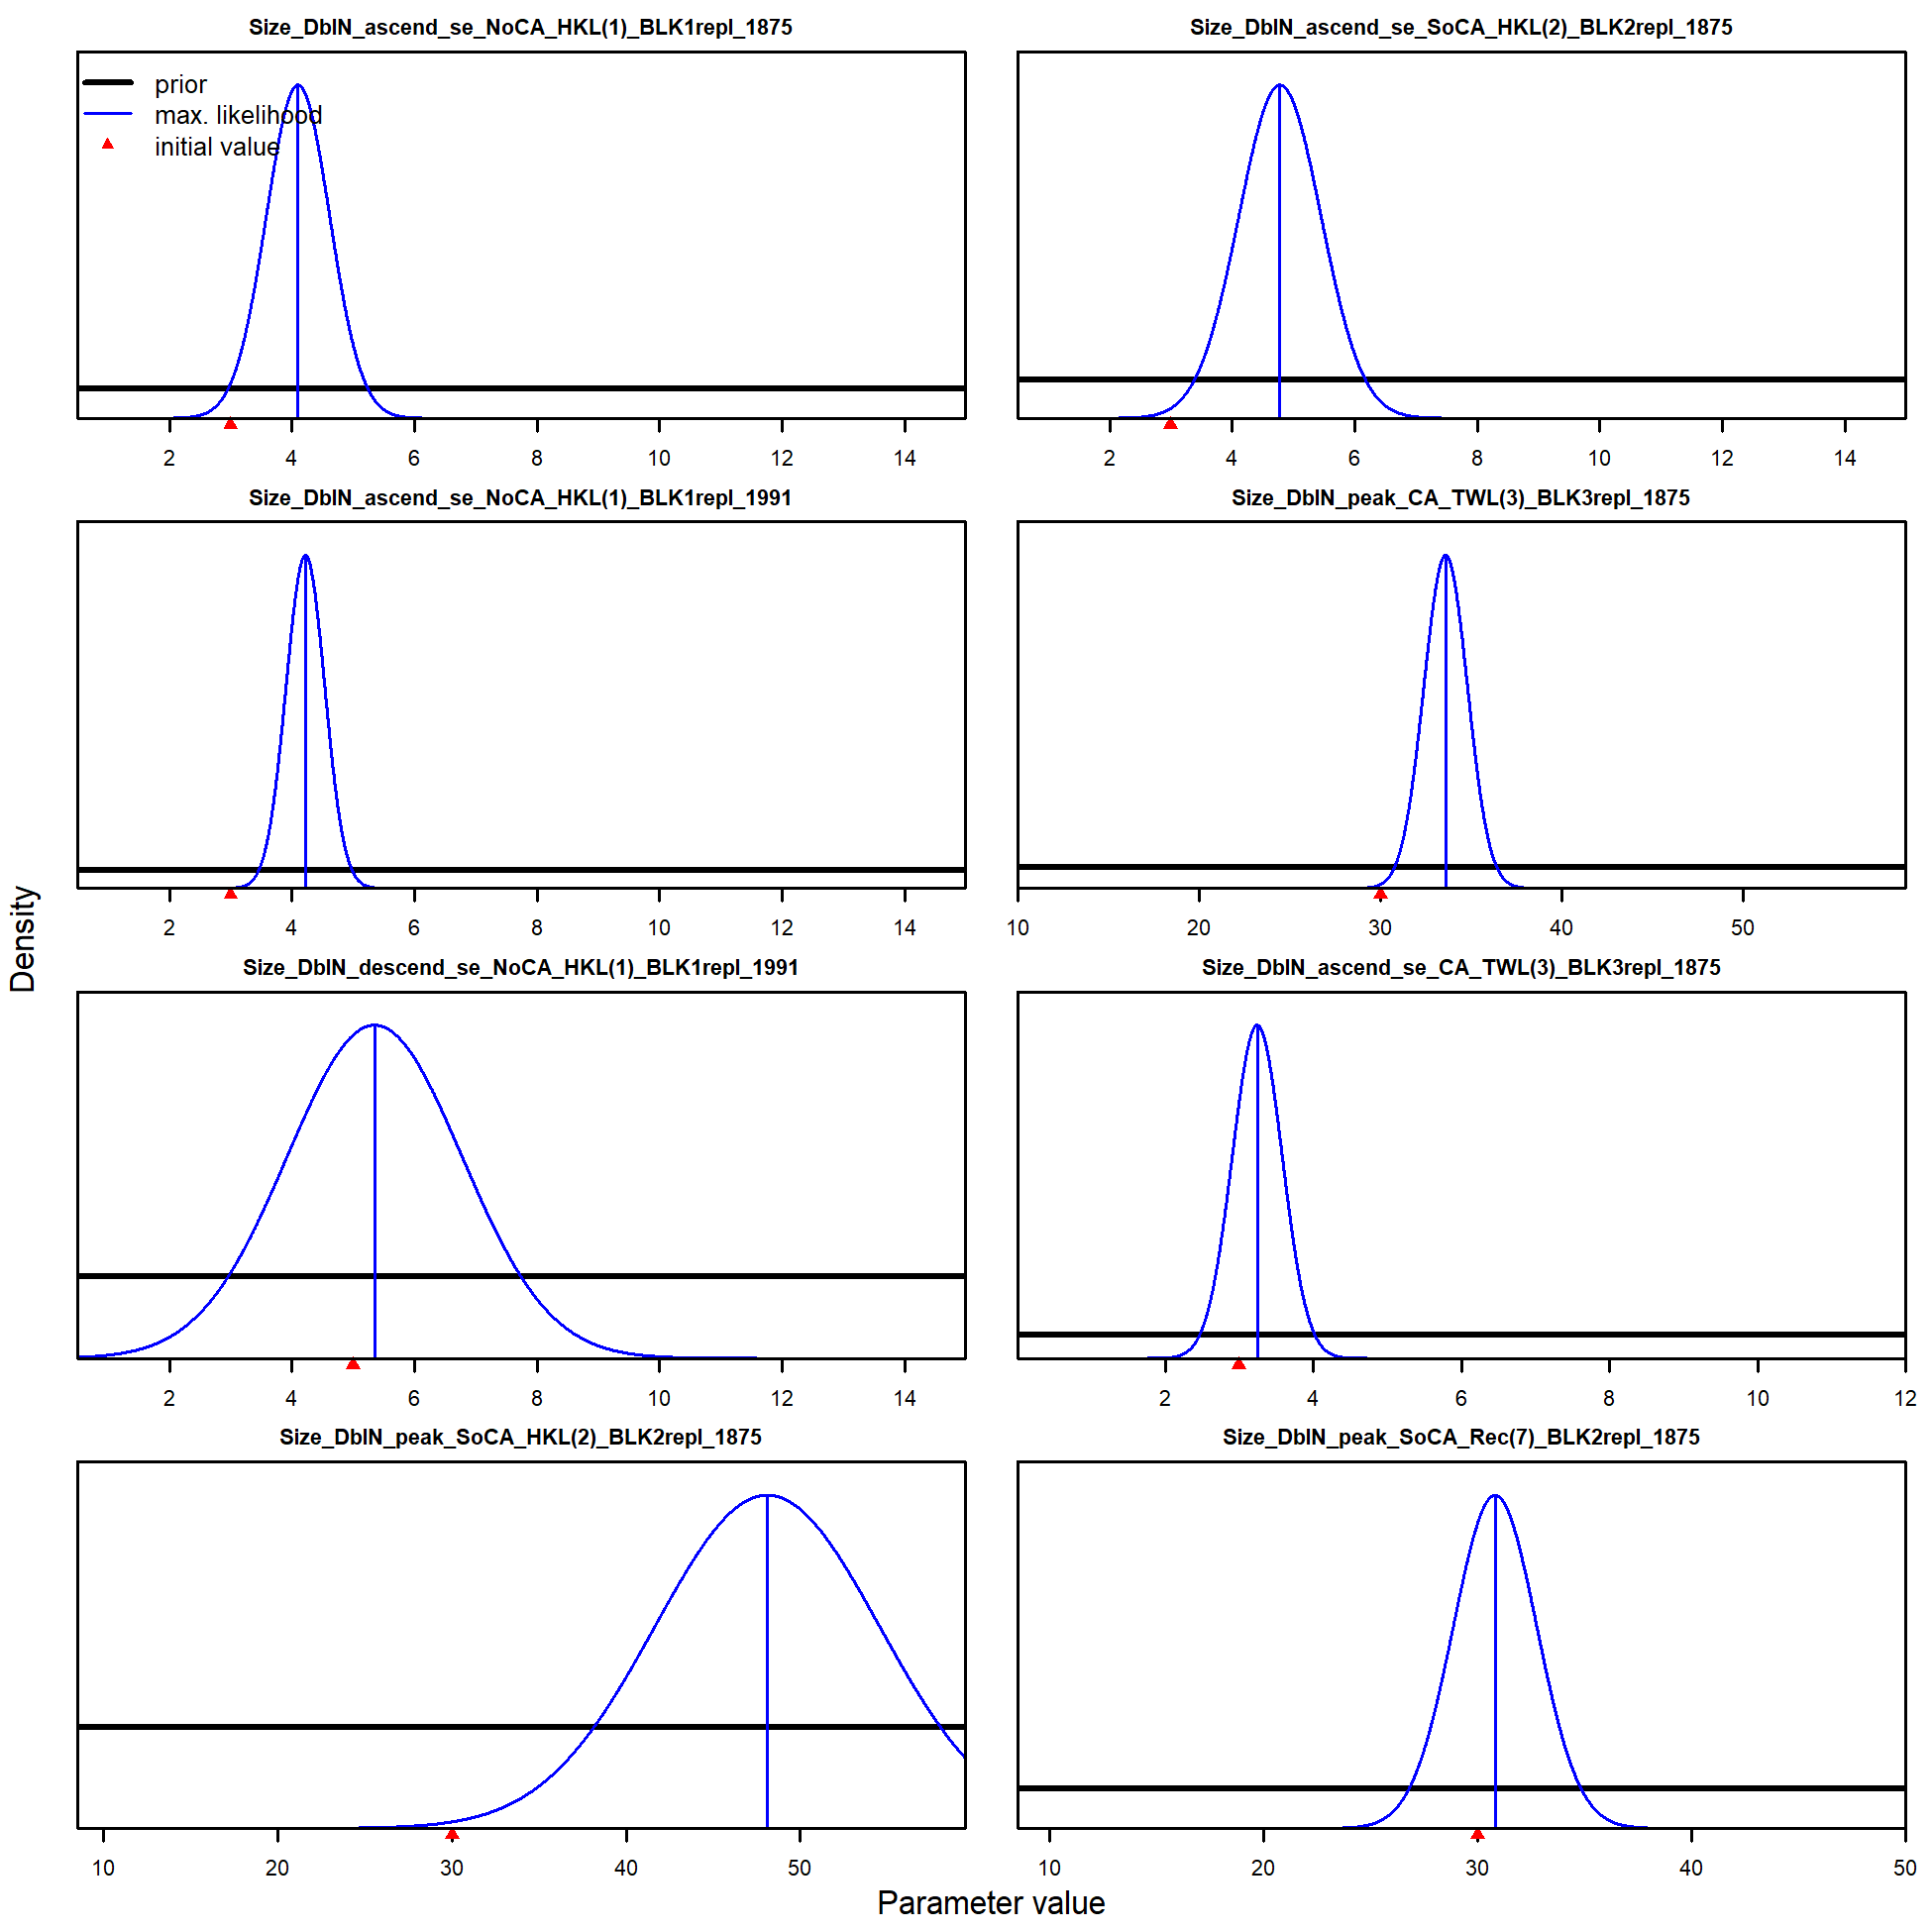 Size_DblN_ascend_se_NoCA_HKL(1)_BLK1repl_1875
prior
max. likelihood
initial value
2 4 6 8 10 12 14
Size_DblN_ascend_se_SoCA_HKL(2)_BLK2repl_1875
2 4 6 8 10 12 14
Size_DblN_ascend_se_NoCA_HKL(1)_BLK1repl_1991
2 4 6 8 10 12 14
Size_DblN_peak_CA_TWL(3)_BLK3repl_1875
10 20 30 40 50
Size_DblN_descend_se_NoCA_HKL(1)_BLK1repl_1991
2 4 6 8 10 12 14
Size_DblN_ascend_se_CA_TWL(3)_BLK3repl_1875
2 4 6 8 10 12
Size_DblN_peak_SoCA_HKL(2)_BLK2repl_1875
10 20 30 40 50
Size_DblN_peak_SoCA_Rec(7)_BLK2repl_1875
10 20 30 40 50
Density
Parameter value